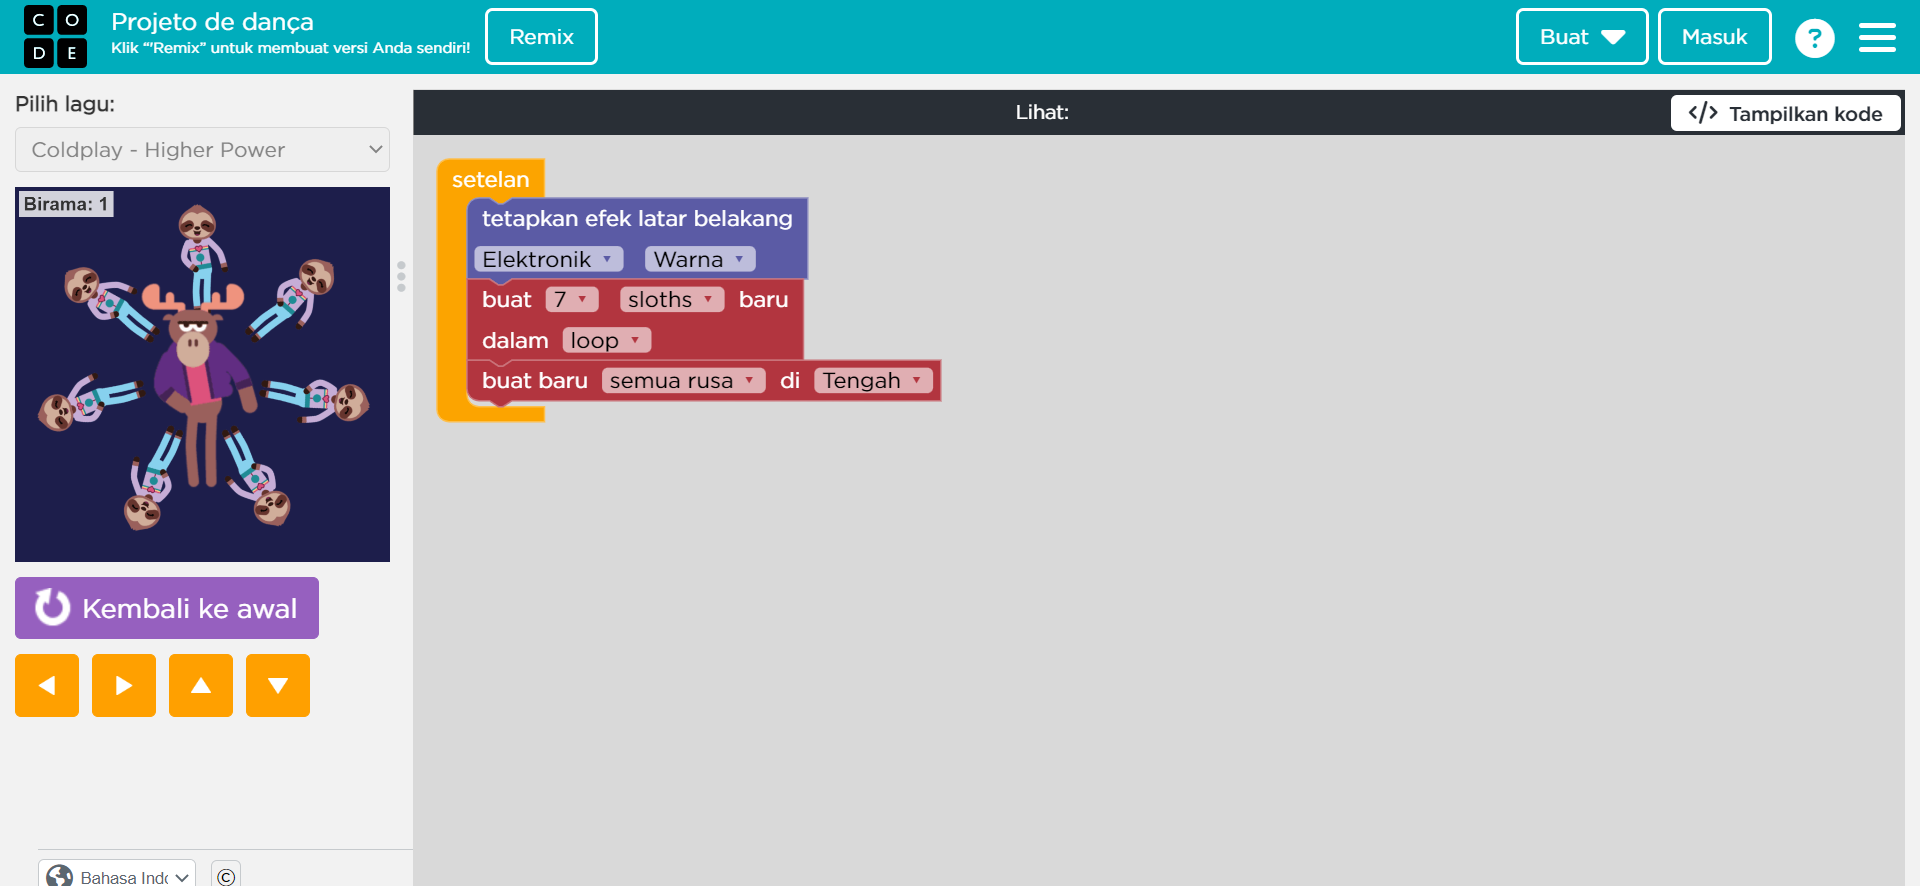 C O
D E
Projeto de dança
Klik “'Remix” untuk membuat versi Anda sendiri!
Remix
Buat
Masuk
?
Pilih lagu:
Coldplay - Higher Power
Birama: 1
Kembali ke awal
Lihat:
</> Tampilkan kode
setelan
tetapkan efek latar belakang
Elektronik Warna
buat 7 sloths baru
dalam loop
buat baru semua rusa di Tengah
Bahasa Indo
©